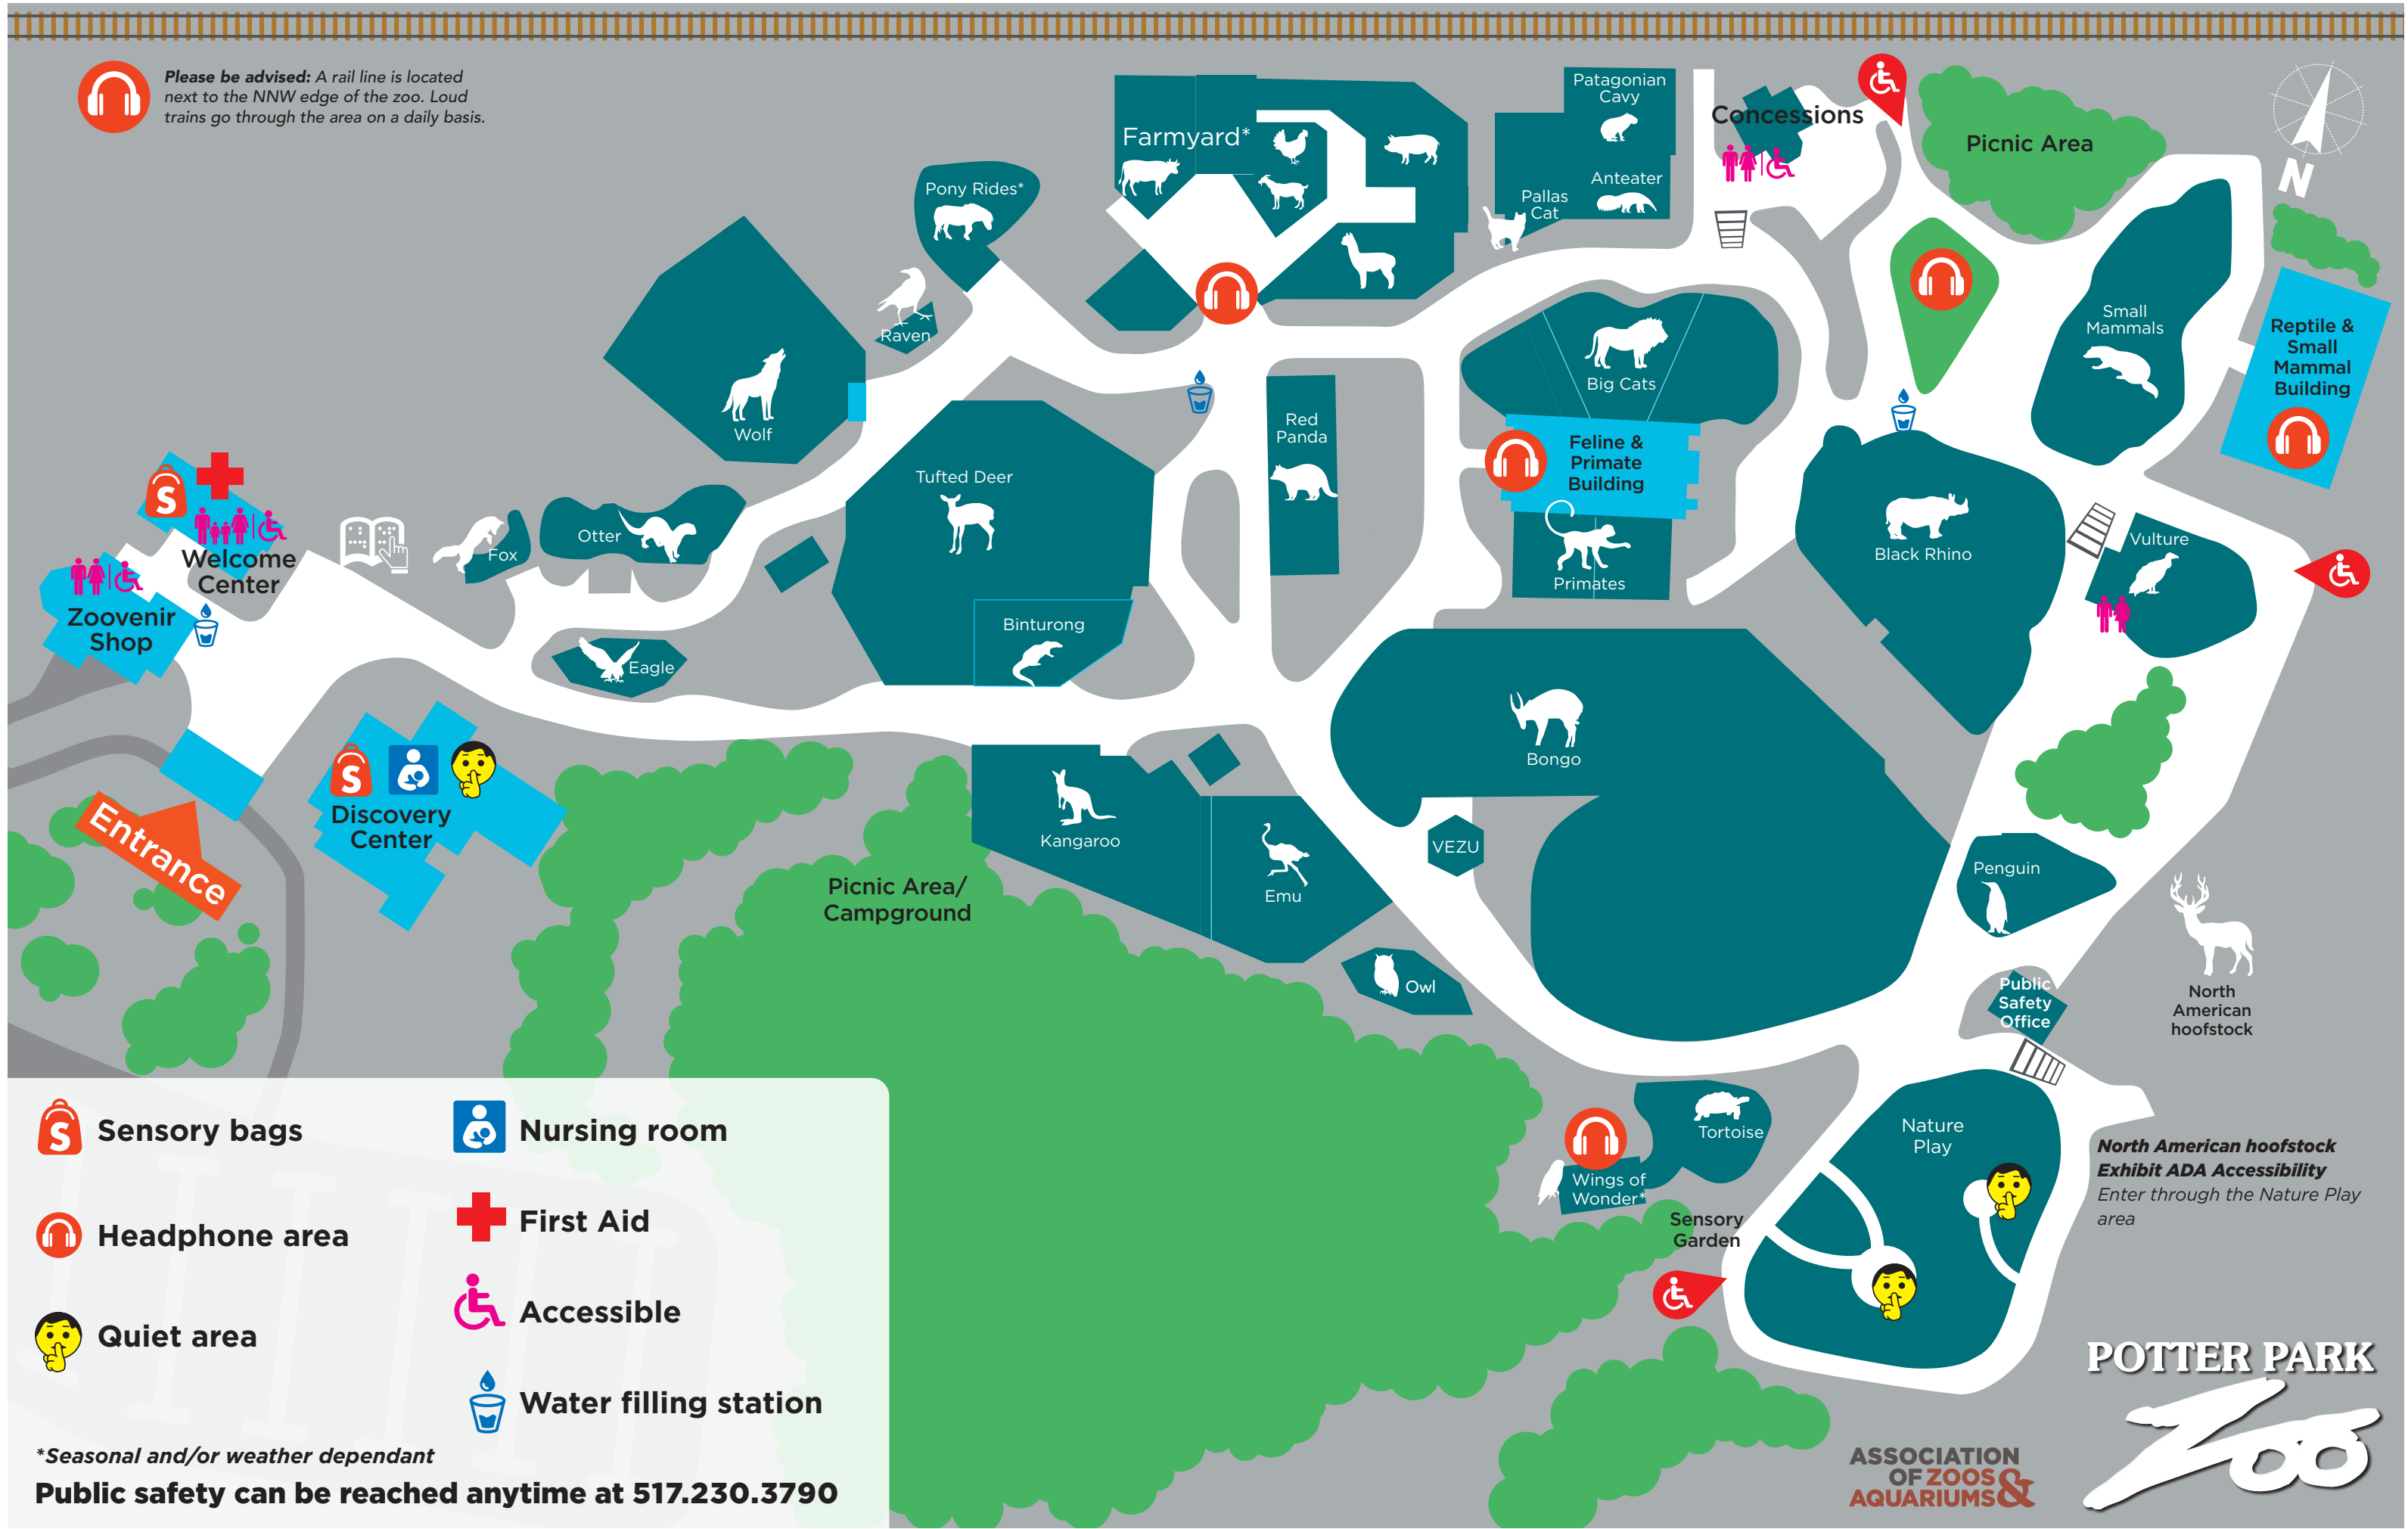 Please be advised: A rail line is located
next to the NNW edge of the zoo. Loud
trains go through the area on a daily basis.
Farmyard*
Patagonian
Cavy
Anteater
Pallas
Cat
Concessions
Picnic Area
N
Pony Rides*
Raven
Wolf
Small
Mammals
Reptile &
Small
Mammal
Building
Big Cats
Feline &
Primate
Building
Primates
Red
Panda
Tufted Deer
Binturong
Black Rhino
Vulture
S
Welcome
Center
Zoovenir
Shop
Fox
Otter
Eagle
S
Discovery
Center
Entrance
Picnic Area/
Campground
Kangaroo
Emu
Bongo
VEZU
Owl
Penguin
Public
Safety
Office
North
American
hoofstock
Tortoise
Wings of
Wonder*
Sensory
Garden
Nature
Play
North American hoofstock
Exhibit ADA Accessibility
Enter through the Nature Play
area
S
Sensory bags
Headphone area
Quiet area
Nursing room
First Aid
Accessible
Water filling station
*Seasonal and/or weather dependant
Public safety can be reached anytime at 517.230.3790
ASSOCIATION
OF ZOOS
AQUARIUMS &
POTTER PARK
Zoo